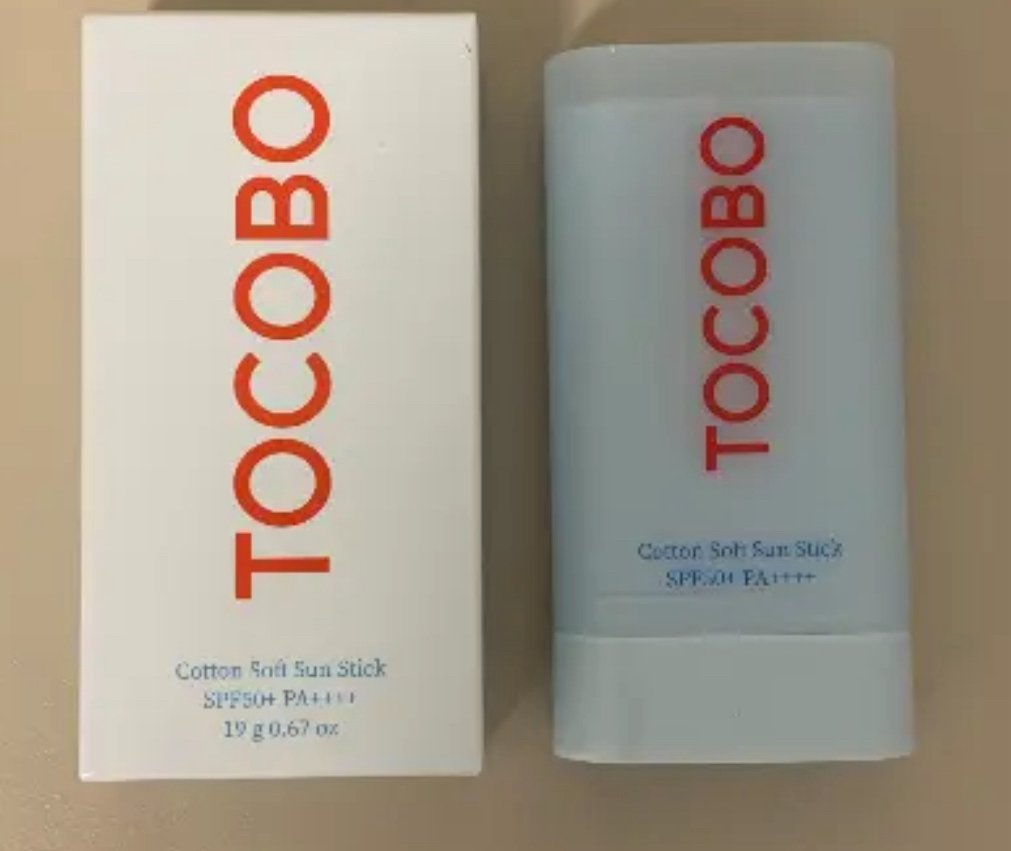 TOCOBO
Cotton Soft Sun Stick
SPF50+ PA++++
19 g 0.67 oz
TOCOBO
Cotton Soft Sun Stick
SPF50+ PA++++